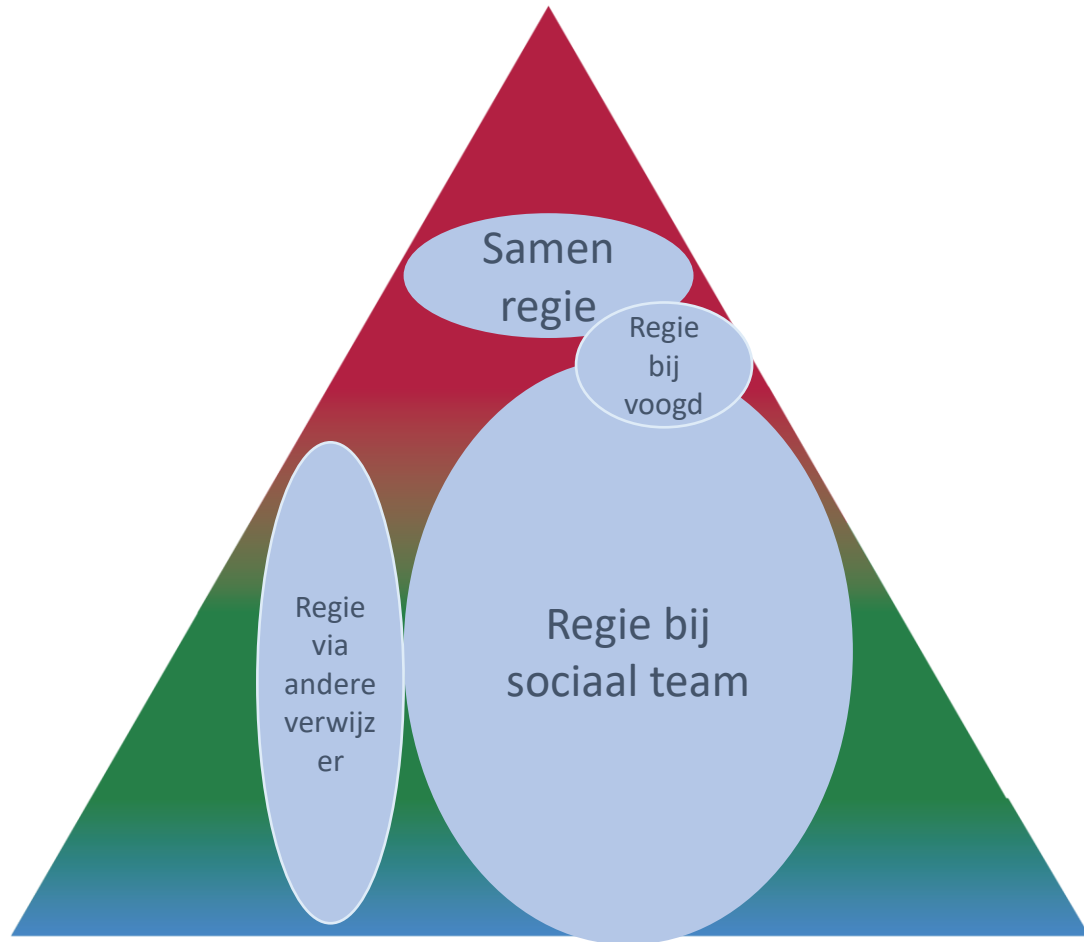 Samen
regie
Regie
bij
voogd
Regie
via
andere
verwijz
er
Regie bij
sociaal team